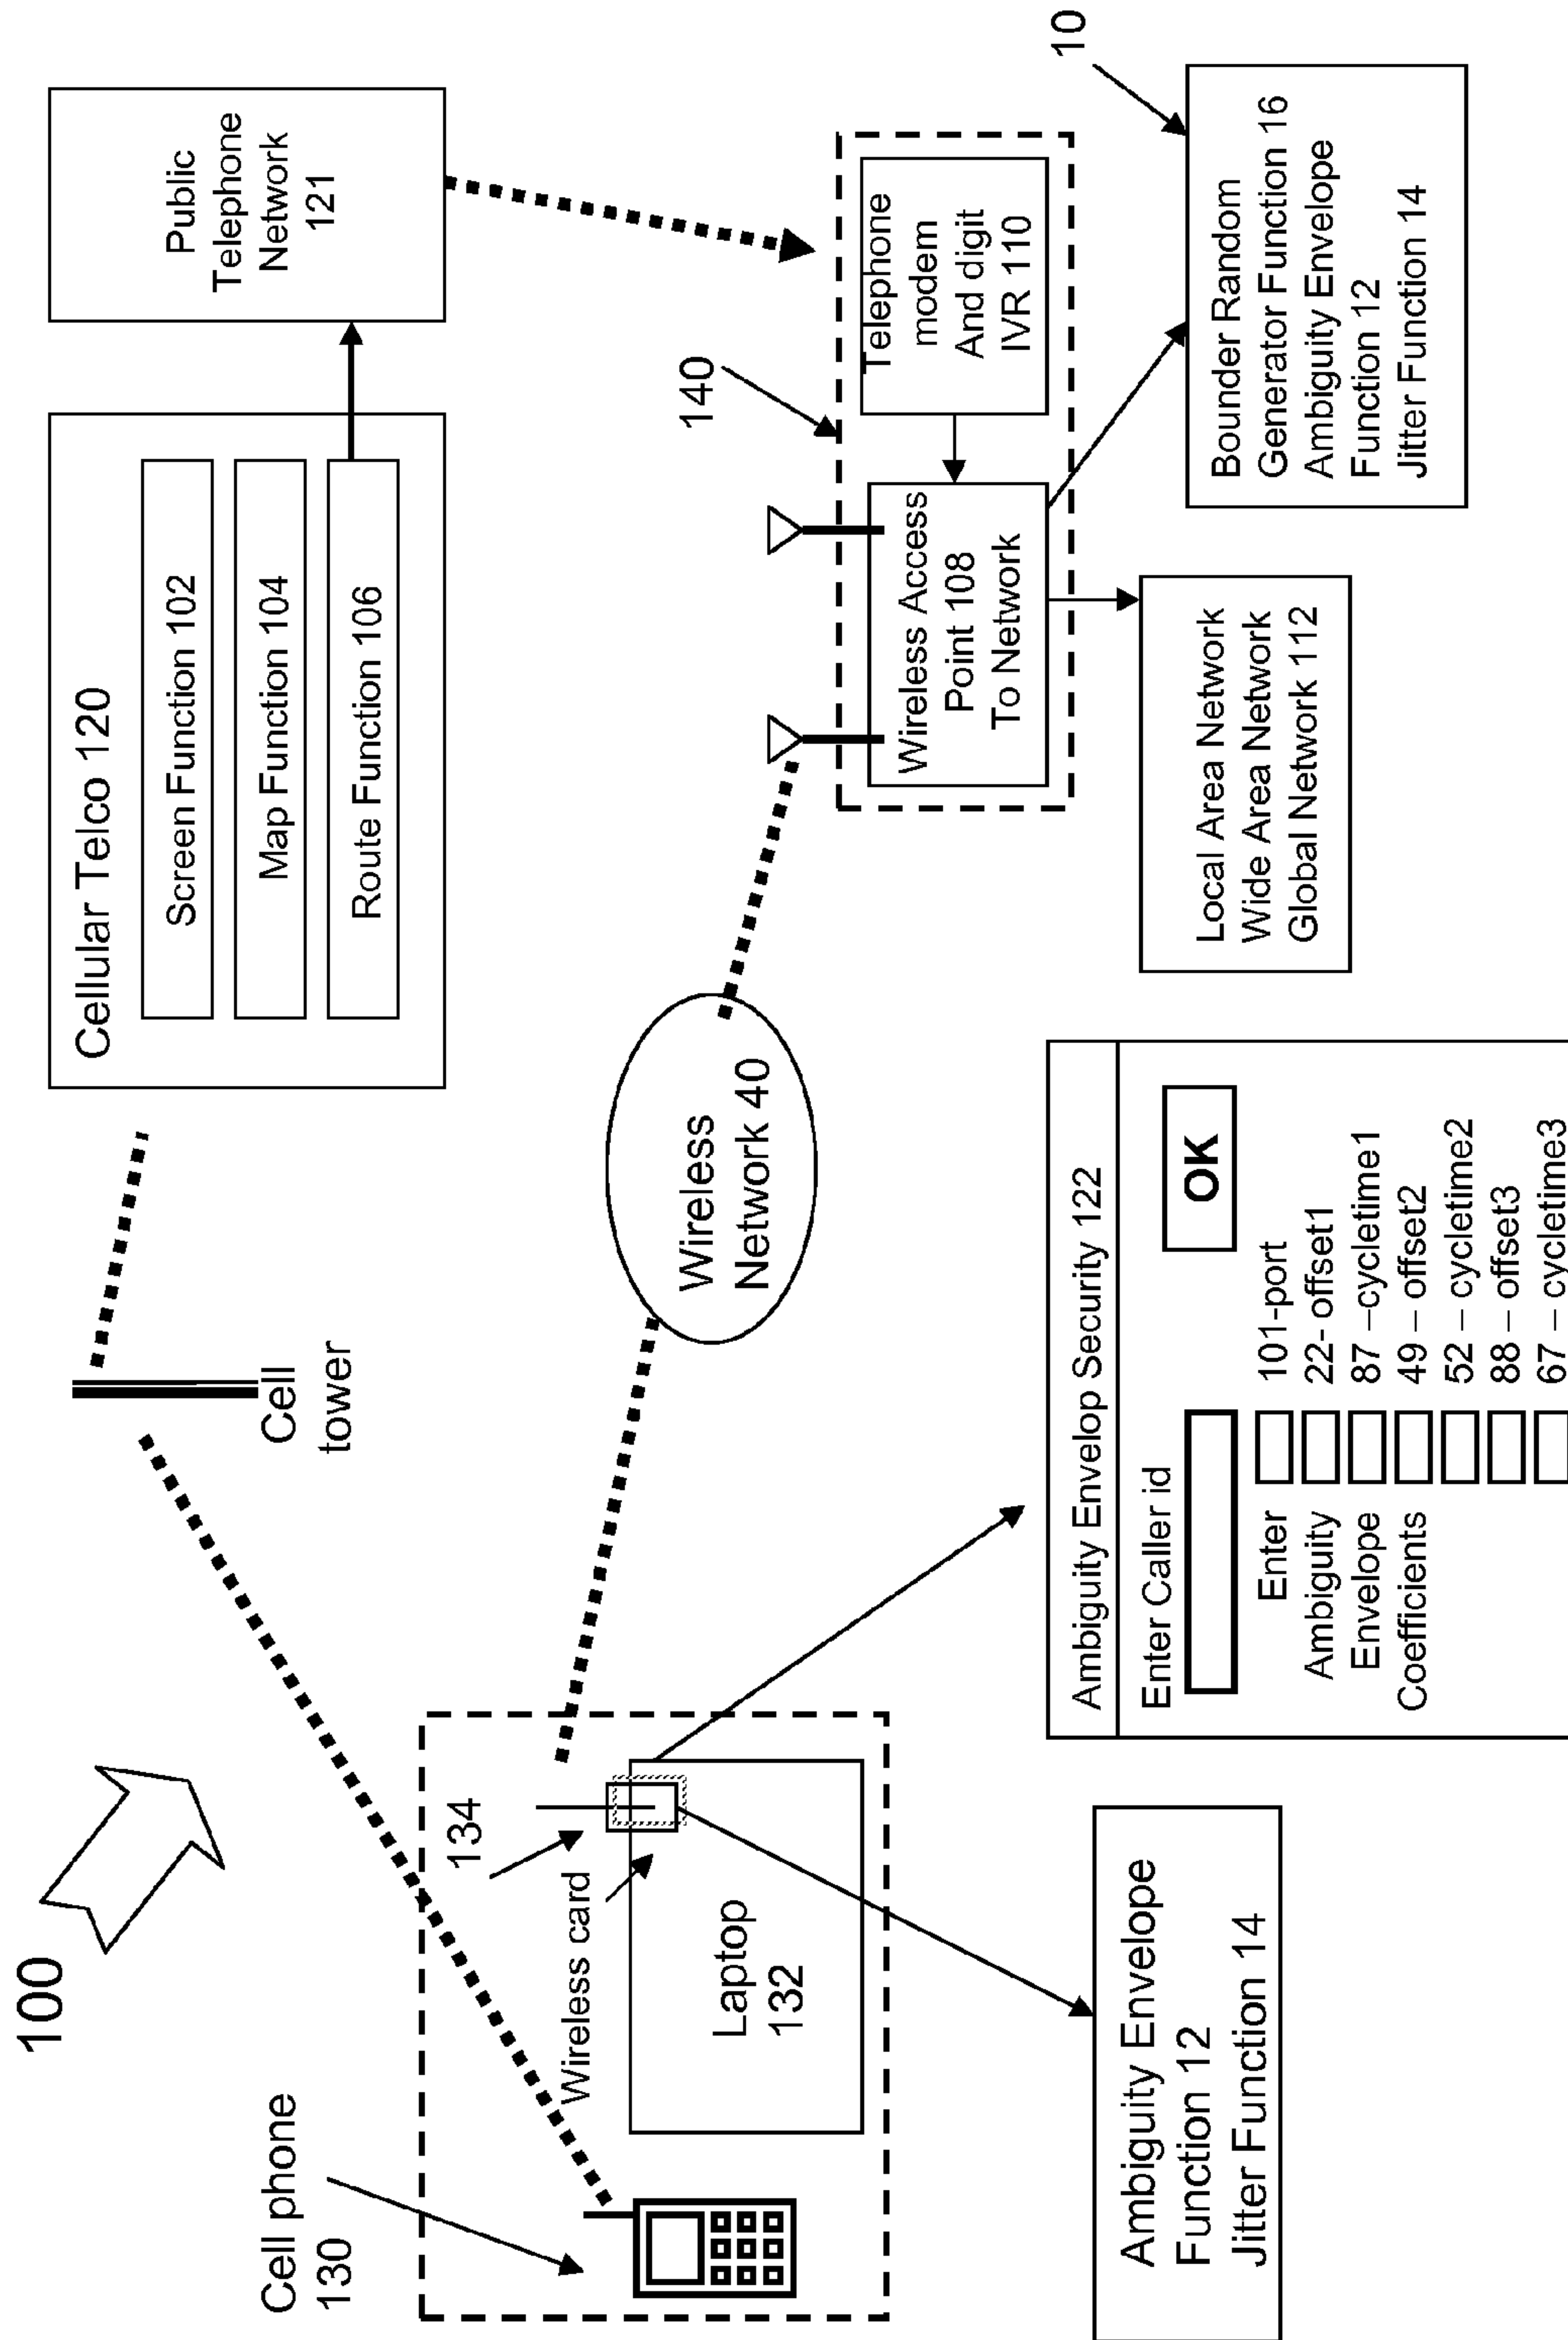 100
Cell phone
130
Cell
tower
Cellular Telco 120
Screen Function 102
Map Function 104
Route Function 106
Public
Telephone
Network
121
134
Wireless card
Laptop
132
Wireless
Network 40
140
Wireless Access
Point 108
To Network
Telephone
modem
And digit
IVR 110
10
Bounder Random
Generator Function 16
Ambiguity Envelope
Function 12
Jitter Function 14
Local Area Network
Wide Area Network
Global Network 112
Ambiguity Envelope
Function 12
Jitter Function 14
Ambiguity Envelop Security 122
Enter Caller id
OK
Enter 101-port
Ambiguity 22- offset1
Envelope 87 –cycletime1
Coefficients 49 – offset2
52 – cycletime2
88 – offset3
67 – cycletime3